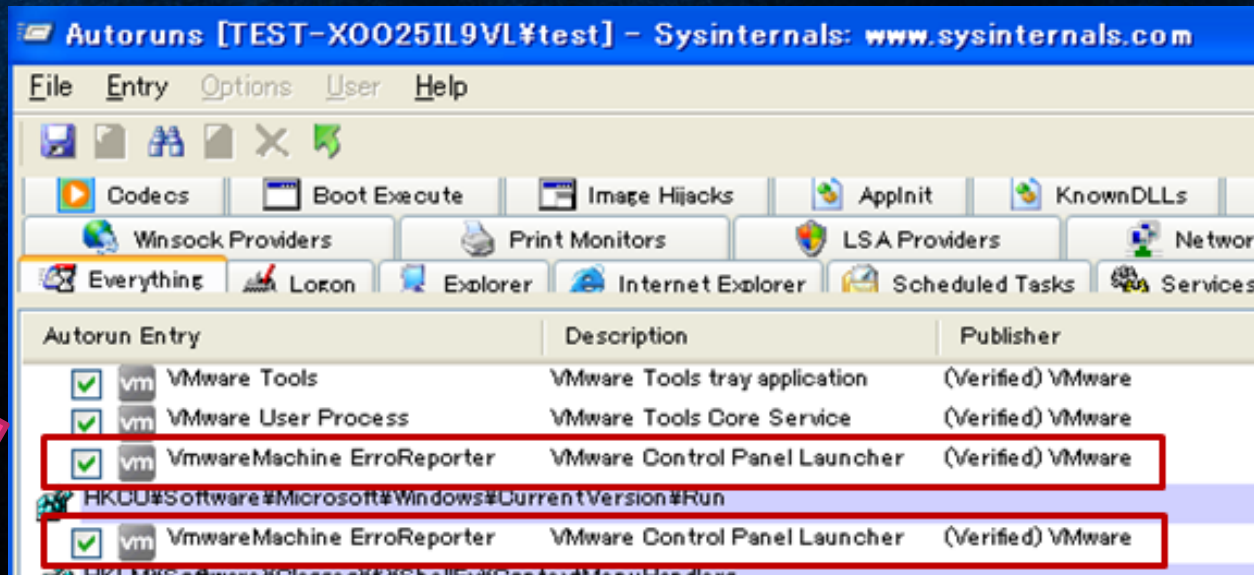 Autoruns [TEST-X0025IL9VL¥test] - Sysinternals: www.sysinternals.com
File Entry Options User Help
Codecs Boot Execute Image Hijacks AppInit KnownDLLs
Winsock Providers Print Monitors LSA Providers Networ
Everything Logon Explorer Internet Explorer Scheduled Tasks Services
Autorun Entry Description Publisher
VMware Tools VMware Tools tray application (Verified) VMware
VMware User Process VMware Tools Core Service (Verified) VMware
VmwareMachine ErroReporter VMware Control Panel Launcher (Verified) VMware
HKCU¥Software¥Microsoft¥Windows¥CurrentVersion¥Run
VmwareMachine ErroReporter VMware Control Panel Launcher (Verified) VMware